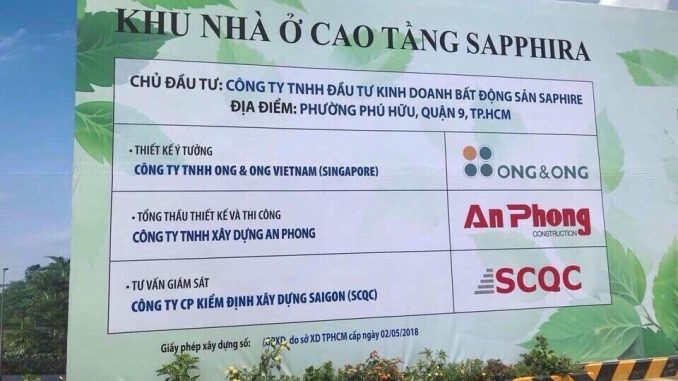 KHU NHÀ Ở CAO TẦNG SAPPHIRA
CHỦ ĐẦU TƯ: CÔNG TY TNHH ĐẦU TƯ KINH DOANH BẤT ĐỘNG SẢN SAPHIRE
ĐỊA ĐIỂM: PHƯỜNG PHÚ HỮU, QUẬN 9, TP.HCM
• THIẾT KẾ Ý TƯỞNG
CÔNG TY TNHH ONG & ONG VIETNAM (SINGAPORE)
ONG&ONG
• TỔNG THẦU THIẾT KẾ VÀ THI CÔNG
CÔNG TY TNHH XÂY DỰNG AN PHONG
An Phong
CONSTRUCTION
• TƯ VẤN GIÁM SÁT
CÔNG TY CP KIỂM ĐỊNH XÂY DỰNG SAIGON (SCQC)
SCQC
Giấy phép xây dựng số: do sở XD TPHCM cấp ngày 02/05/2018